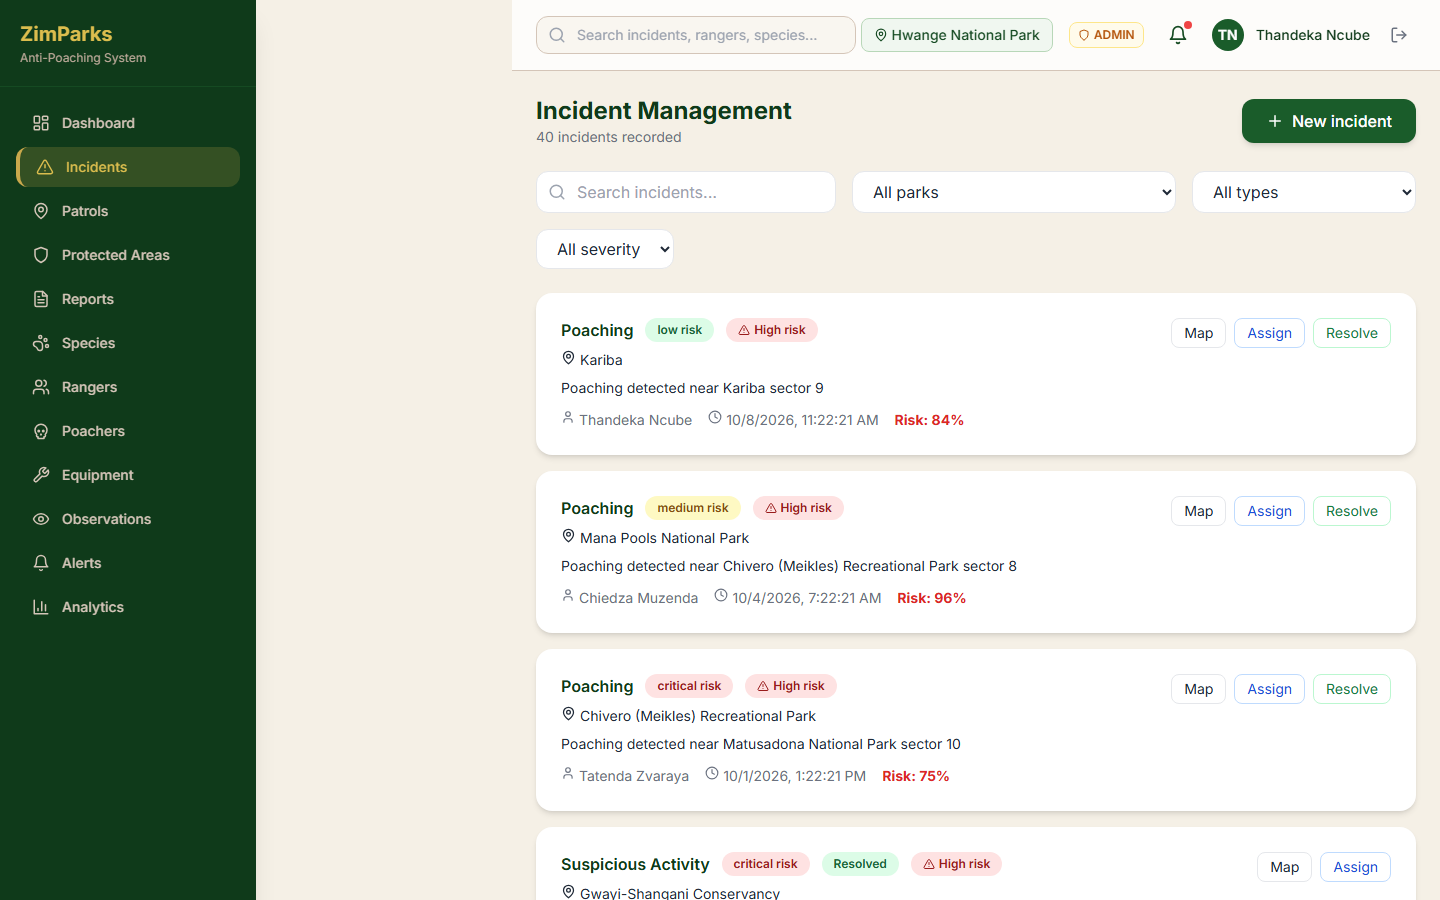 ZimParks
Anti-Poaching System
Dashboard
Incidents
Patrols
Protected Areas
Reports
Species
Rangers
Poachers
Equipment
Observations
Alerts
Analytics
Search incidents, rangers, species...
Hwange National Park
ADMIN
TN
Thandeka Ncube
Incident Management
40 incidents recorded
New incident
Search incidents...
All parks
All types
All severity
Poaching low risk High risk
Map Assign Resolve
Kariba
Poaching detected near Kariba sector 9
Thandeka Ncube 10/8/2026, 11:22:21 AM Risk: 84%
Poaching medium risk High risk
Map Assign Resolve
Mana Pools National Park
Poaching detected near Chivero (Meikles) Recreational Park sector 8
Chiedza Muzenda 10/4/2026, 7:22:21 AM Risk: 96%
Poaching critical risk High risk
Map Assign Resolve
Chivero (Meikles) Recreational Park
Poaching detected near Matusadona National Park sector 10
Tatenda Zvaraya 10/1/2026, 1:22:21 PM Risk: 75%
Suspicious Activity critical risk Resolved High risk
Map Assign
Gwayi-Shangani Conservancy